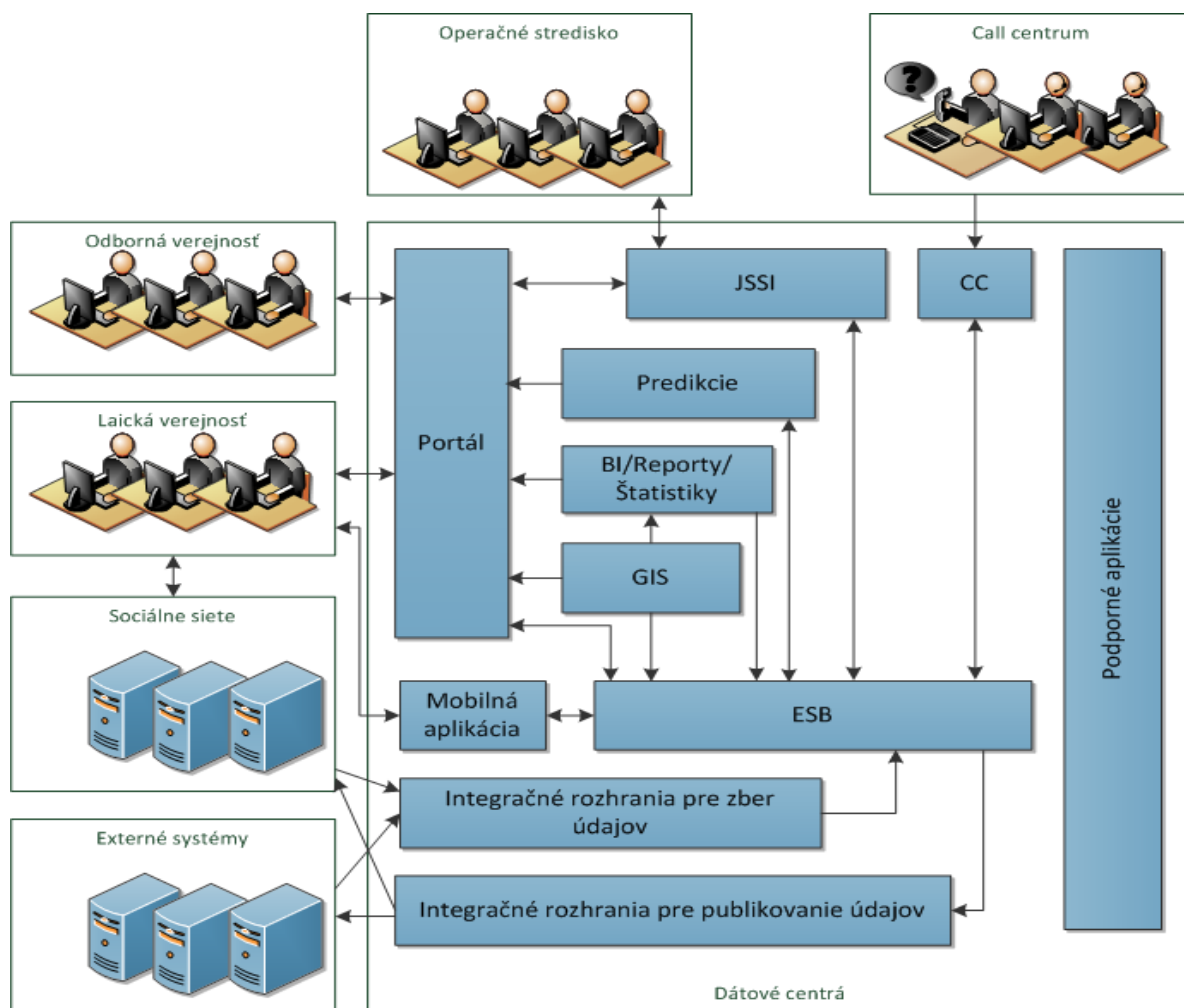 Operačné stredisko
Call centrum
?
Odborná verejnosť
Laická verejnosť
Sociálne siete
Externé systémy
Portál
JSSI
CC
Predikcie
BI/Reporty/
Štatistiky
GIS
Mobilná
aplikácia
ESB
Integračné rozhrania pre zber
údajov
Integračné rozhrania pre publikovanie údajov
Podporné aplikácie
Dátové centrá